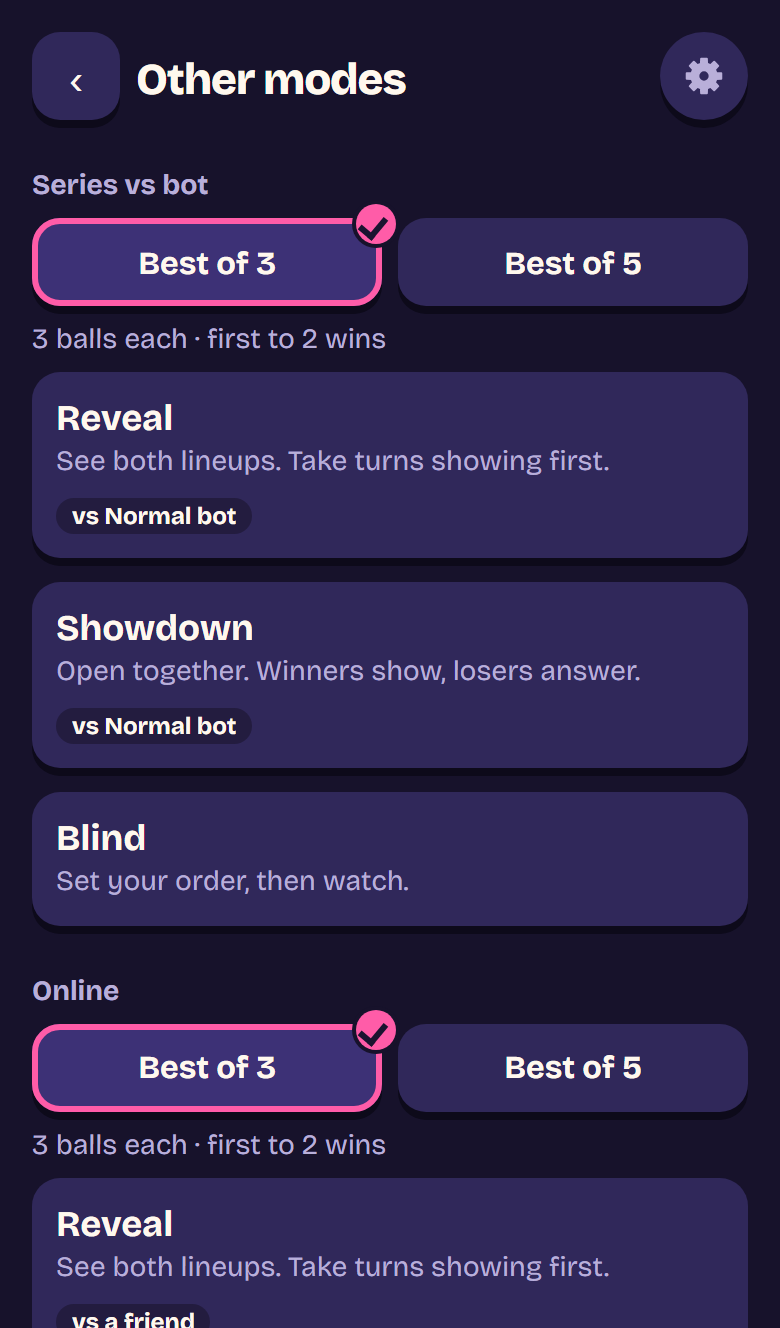 ‹ Other modes
Series vs bot
Best of 3
Best of 5
3 balls each · first to 2 wins
Reveal
See both lineups. Take turns showing first.
vs Normal bot
Showdown
Open together. Winners show, losers answer.
vs Normal bot
Blind
Set your order, then watch.
Online
Best of 3
Best of 5
3 balls each · first to 2 wins
Reveal
See both lineups. Take turns showing first.
vs a friend